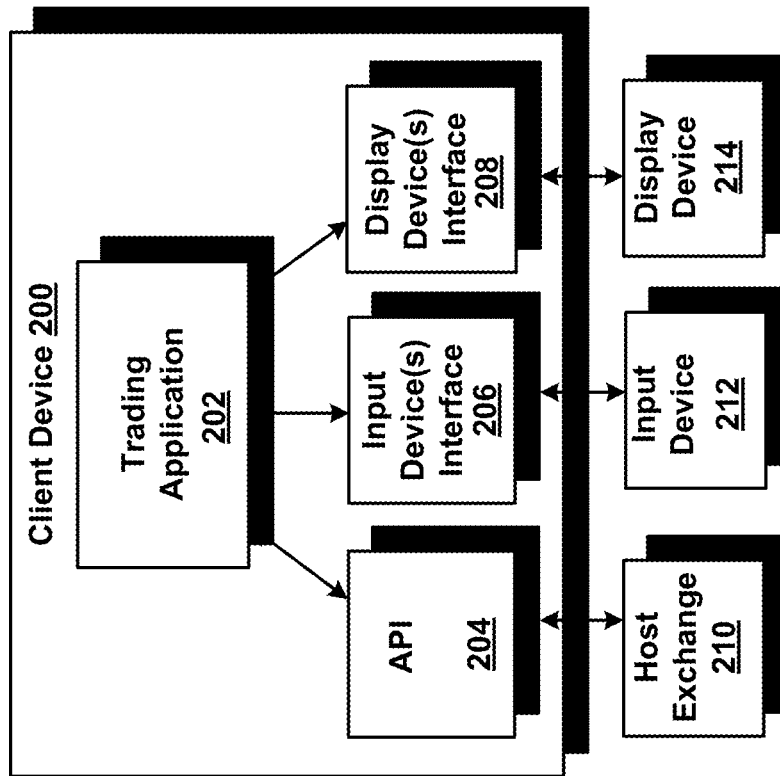 Client Device 200
Trading
Application
202
API
204
Input
Device(s)
Interface
206
Display
Device(s)
Interface
208
Host
Exchange
210
Input
Device
212
Display
Device
214